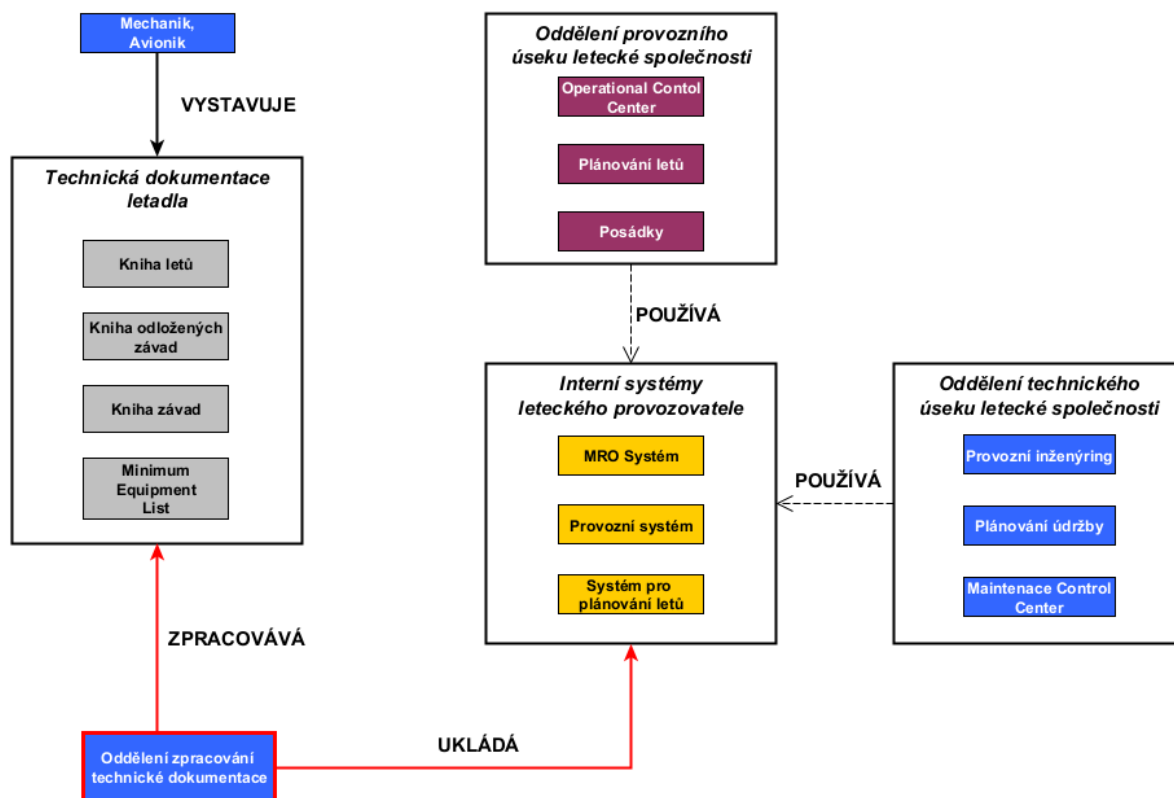 Mechanik,
Avionik
VYSTAVUJE
Technická dokumentace
letadla
Kniha letů
Kniha odložených
závad
Kniha závad
Minimum
Equipment
List
ZPRACOVÁVÁ
Oddělení zpracování
technické dokumentace
UKLÁDÁ
Oddělení provozního
úseku letecké společnosti
Operational Contol
Center
Plánování letů
Posádky
POUŽÍVÁ
Interní systémy
leteckého provozovatele
MRO Systém
Provozní systém
Systém pro
plánování letů
POUŽÍVÁ
Oddělení technického
úseku letecké společnosti
Provozní inženýring
Plánování údržby
Maintenace Control
Center